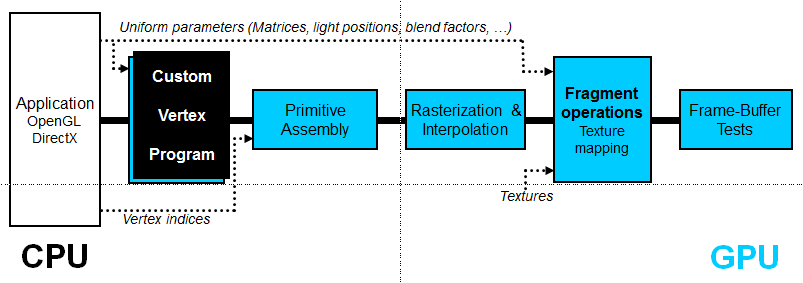 Uniform parameters (Matrices, light positions, blend factors, …)
Application
OpenGL
DirectX
Custom
Vertex
Program
Primitive
Assembly
Rasterization &
Interpolation
Fragment
operations
Texture
mapping
Frame-Buffer
Tests
Vertex indices
Textures
CPU
GPU